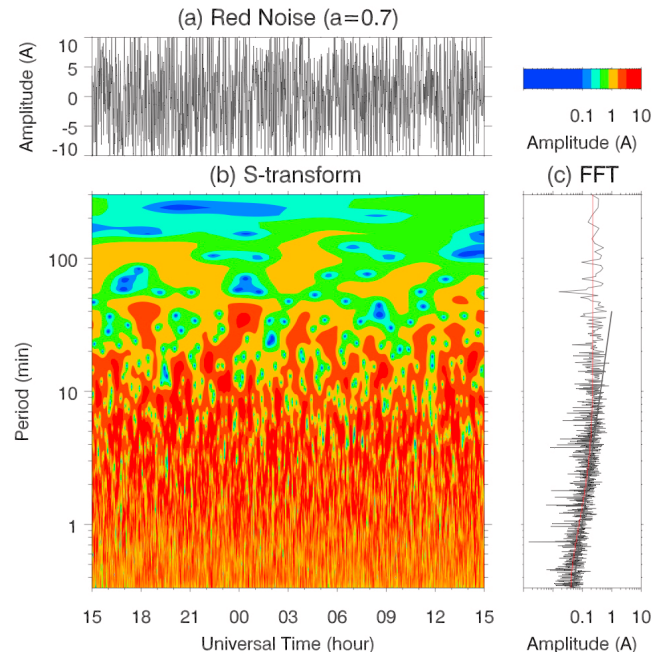 (a) Red Noise (a=0.7)
Amplitude (A)
10
5
0
-5
-10
0.1 1 10
Amplitude (A)
(b) S-transform
(c) FFT
Period (min)
100
10
1
15 18 21 00 03 06 09 12 15
Universal Time (hour)
0.1 1 10
Amplitude (A)